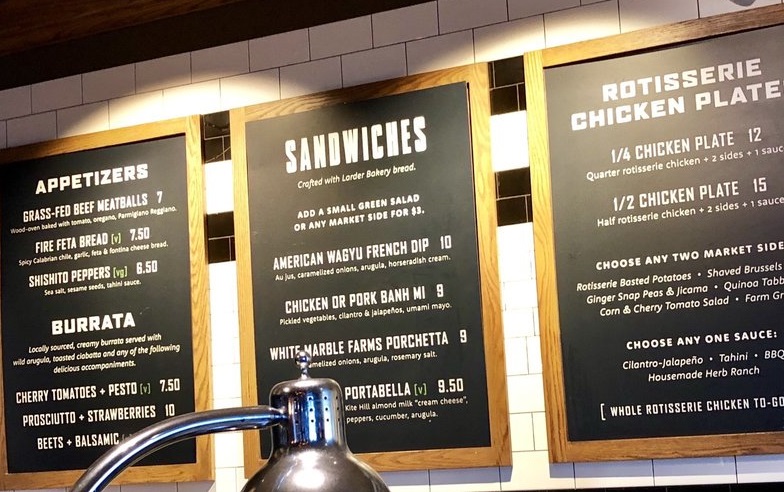 APPETIZERS
GRASS-FED BEEF MEATBALLS 7
Wood-oven baked with tomato, oregano, Parmigiano Reggiano.
FIRE FETA BREAD [v] 7.50
Spicy Calabrian chile, garlic, feta & fontina cheese bread.
SHISHITO PEPPERS [vg] 6.50
Sea salt, sesame seeds, tahini sauce.
BURRATA
Locally sourced, creamy burrata served with
wild arugula, toasted ciabatta and any of the following
delicious accompaniments.
CHERRY TOMATOES + PESTO [v] 7.50
PROSCIUTTO + STRAWBERRIES 10
BEETS + BALSAMIC
SANDWICHES
Crafted with Larder Bakery bread.
ADD A SMALL GREEN SALAD
OR ANY MARKET SIDE FOR $3.
AMERICAN WAGYU FRENCH DIP 10
Au jus, caramelized onions, arugula, horseradish cream.
CHICKEN OR PORK BANH MI 9
Pickled vegetables, cilantro & jalapeños, umami mayo.
WHITE MARBLE FARMS PORCHETTA 9
onions, arugula, rosemary salt.
PORTABELLA [v] 9.50
Kite Hill almond milk "cream cheese",
peppers, cucumber, arugula.
ROTISSERIE
CHICKEN PLATE
1/4 CHICKEN PLATE 12
Quarter rotisserie chicken + 2 sides + 1 sauc
1/2 CHICKEN PLATE 15
Half rotisserie chicken + 2 sides + 1 sauce
CHOOSE ANY TWO MARKET SIDE
Rotisserie Basted Potatoes • Shaved Brussels
Ginger Snap Peas & Jicama • Quinoa Tabb
Corn & Cherry Tomato Salad • Farm G
CHOOSE ANY ONE SAUCE:
Cilantro-Jalapeño • Tahini • BBQ
Housemade Herb Ranch
[ WHOLE ROTISSERIE CHICKEN TO-GO